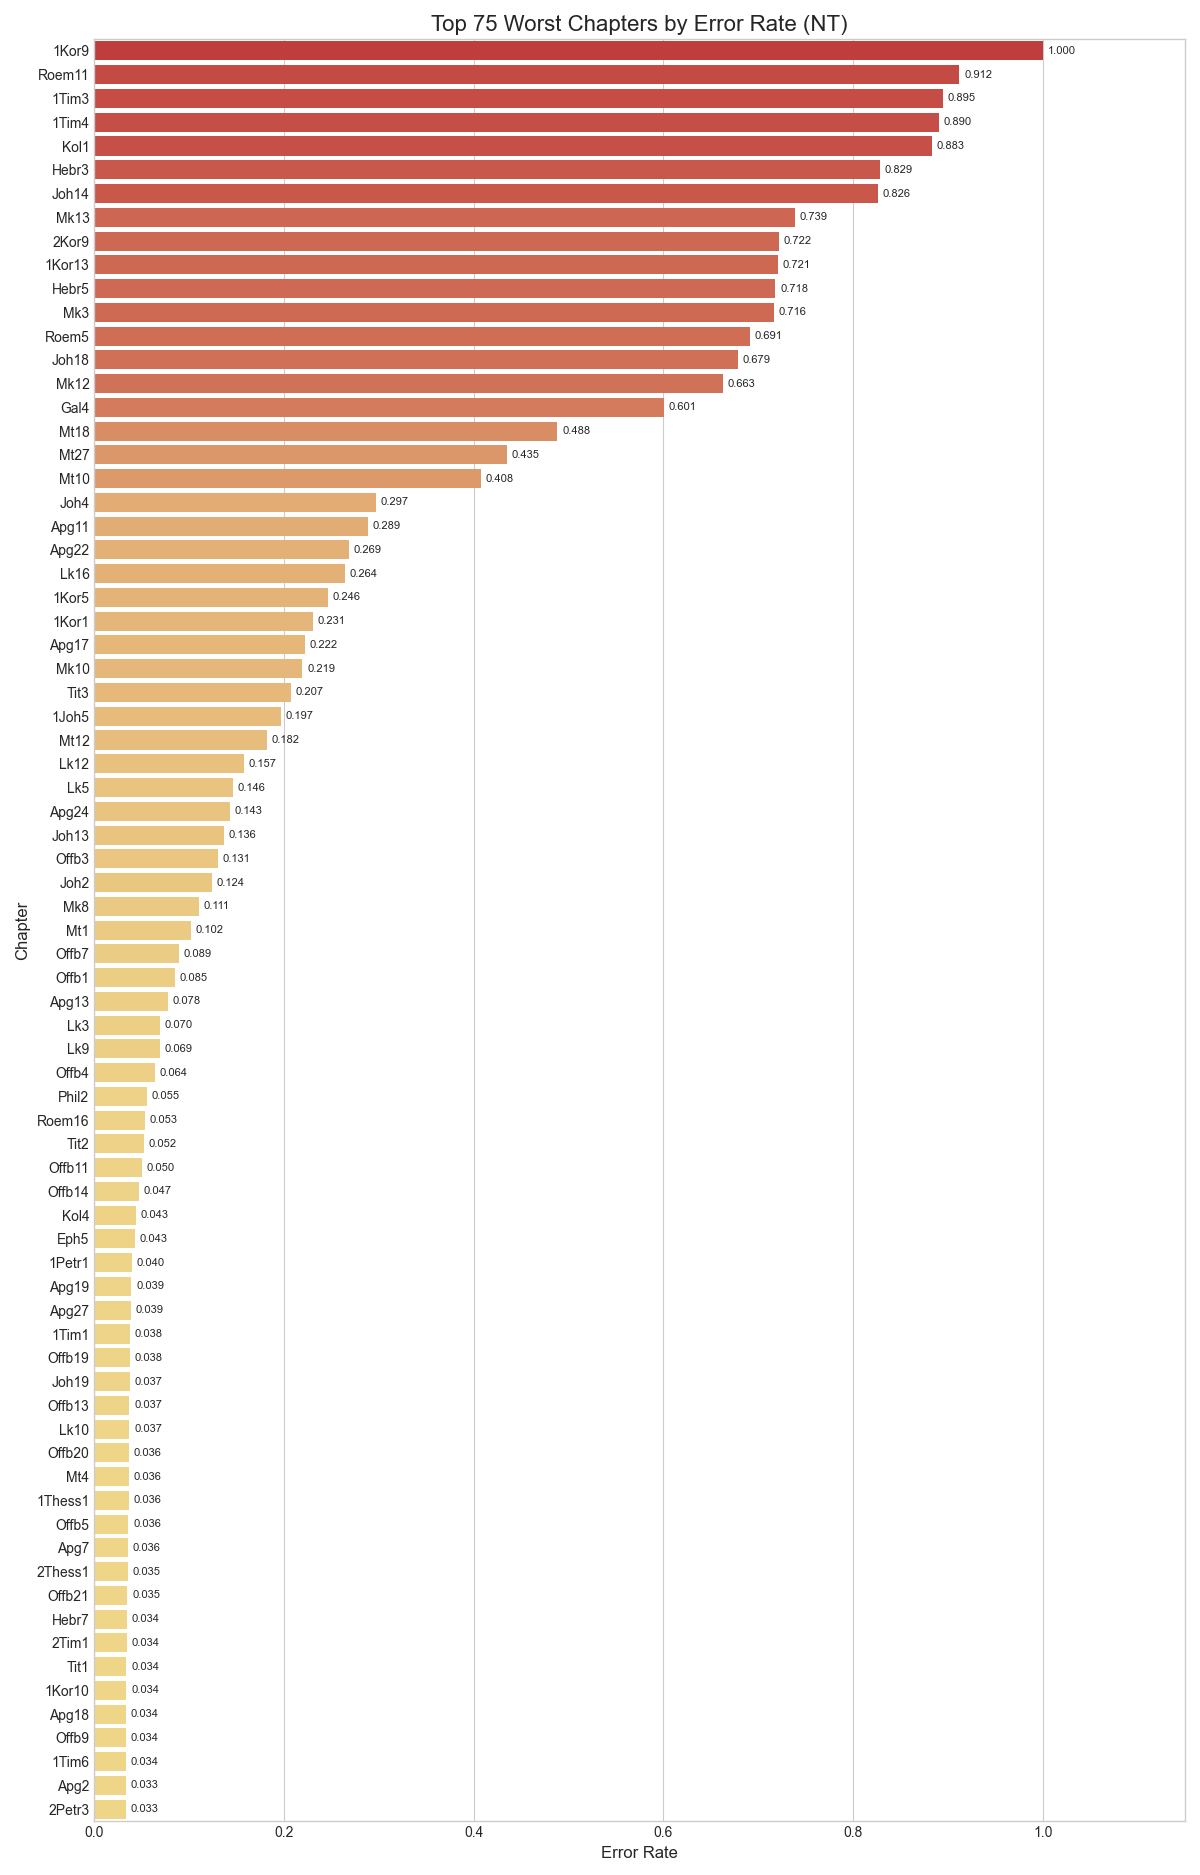 Top 75 Worst Chapters by Error Rate (NT)
1Kor9 1.000
Roem11 0.912
1Tim3 0.895
1Tim4 0.890
Kol1 0.883
Hebr3 0.829
Joh14 0.826
Mk13 0.739
2Kor9 0.722
1Kor13 0.721
Hebr5 0.718
Mk3 0.716
Roem5 0.691
Joh18 0.679
Mk12 0.663
Gal4 0.601
Mt18 0.488
Mt27 0.435
Mt10 0.408
Joh4 0.297
Apg11 0.289
Apg22 0.269
Lk16 0.264
1Kor5 0.246
1Kor1 0.231
Apg17 0.222
Mk10 0.219
Tit3 0.207
1Joh5 0.197
Mt12 0.182
Lk12 0.157
Lk5 0.146
Apg24 0.143
Joh13 0.136
Offb3 0.131
Joh2 0.124
Mk8 0.111
Mt1 0.102
Offb7 0.089
Offb1 0.085
Apg13 0.078
Lk3 0.070
Lk9 0.069
Offb4 0.064
Phil2 0.055
Roem16 0.053
Tit2 0.052
Offb11 0.050
Offb14 0.047
Kol4 0.043
Eph5 0.043
1Petr1 0.040
Apg19 0.039
Apg27 0.039
1Tim1 0.038
Offb19 0.038
Joh19 0.037
Offb13 0.037
Lk10 0.037
Offb20 0.036
Mt4 0.036
1Thess1 0.036
Offb5 0.036
Apg7 0.036
2Thess1 0.035
Offb21 0.035
Hebr7 0.034
2Tim1 0.034
Tit1 0.034
1Kor10 0.034
Apg18 0.034
Offb9 0.034
1Tim6 0.034
Apg2 0.033
2Petr3 0.033
Chapter
0.0 0.2 0.4 0.6 0.8 1.0
Error Rate